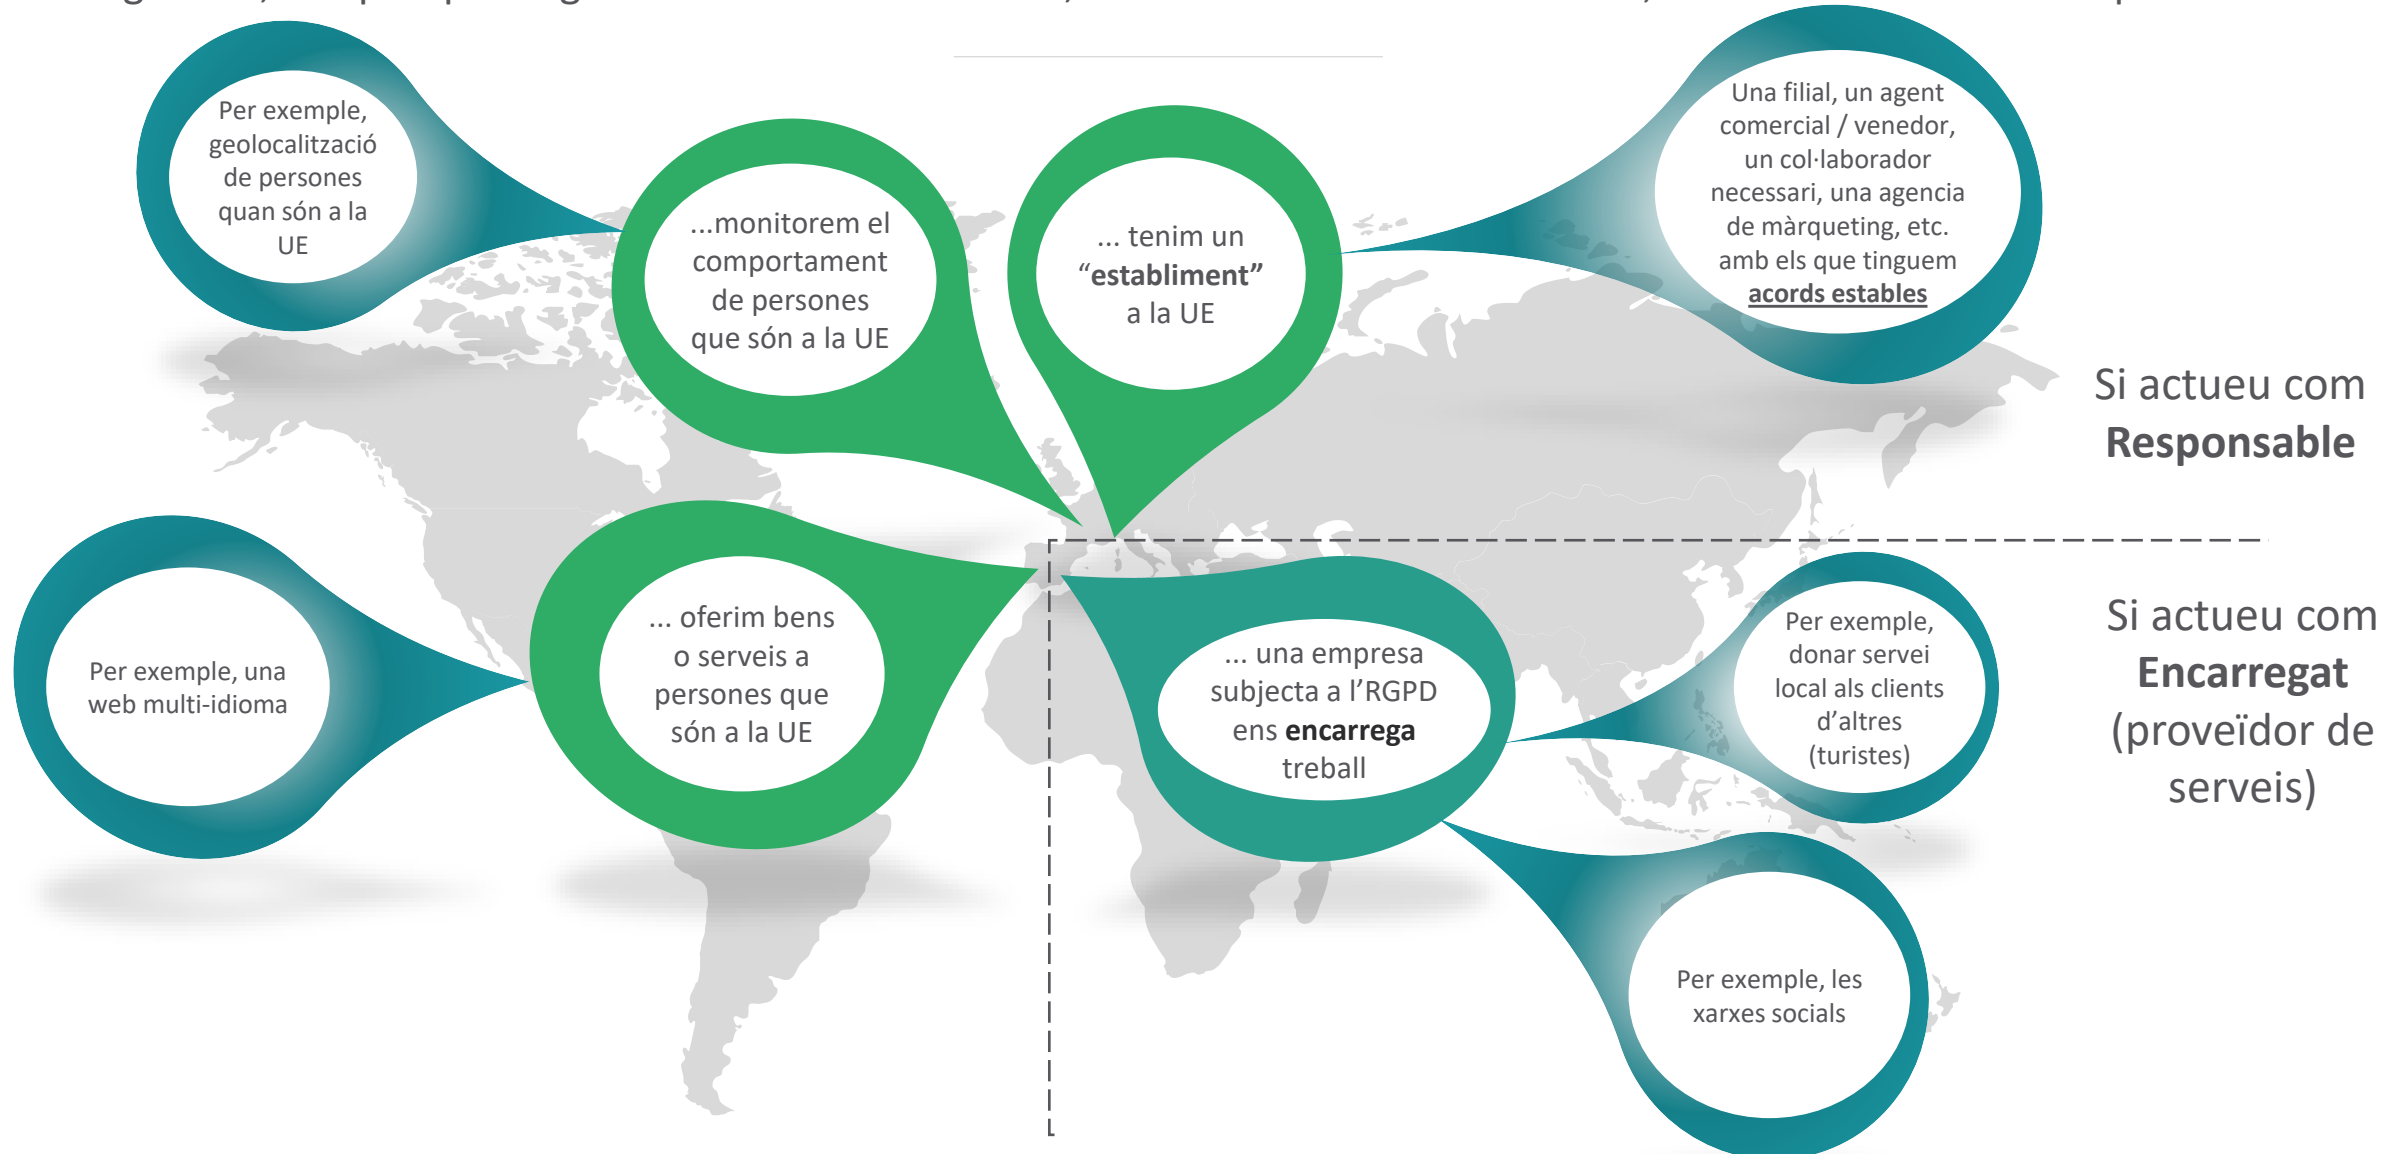 Per exemple,
geolocalització
de persones
quan són a la
UE
...monitorem el
comportament
de persones
que són a la UE
... tenim un
“establiment”
a la UE
Una filial, un agent
comercial / venedor,
un col·laborador
necessari, una agencia
de màrqueting, etc.
amb els que tinguem
acords estables
Si actueu com
Responsable
Per exemple, una
web multi-idioma
... oferim bens
o serveis a
persones que
són a la UE
... una empresa
subjecta a l’RGPD
ens encarrega
treball
Per exemple,
donar servei
local als clients
d’altres
(turistes)
Si actueu com
Encarregat
(proveïdor de
serveis)
Per exemple, les
xarxes socials